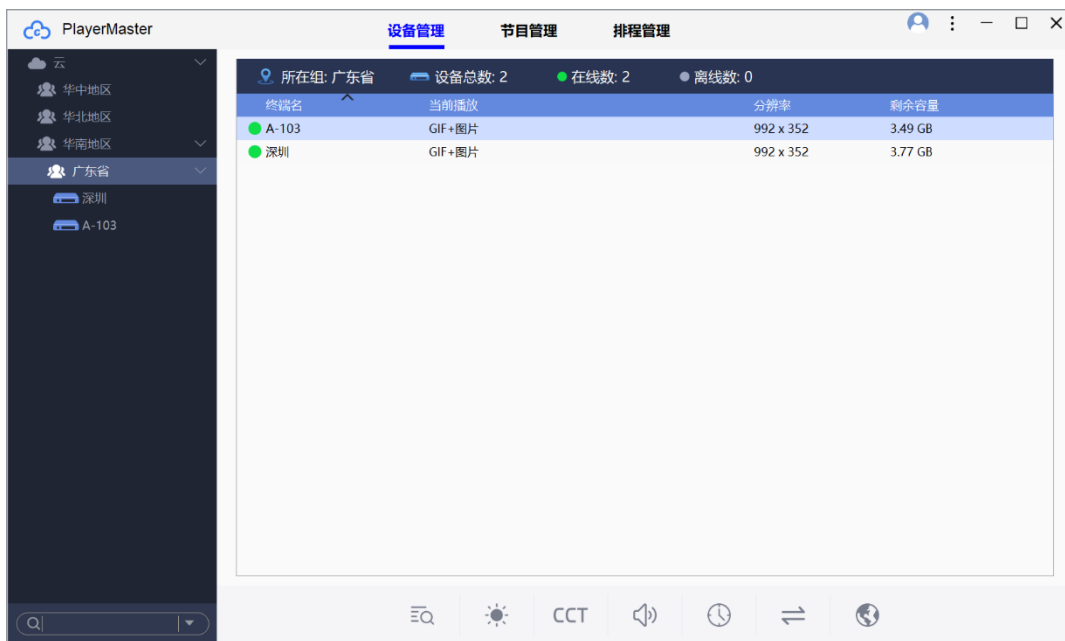 PlayerMaster
设备管理 节目管理 排程管理
云
华中地区
华北地区
华南地区
广东省
深圳
A-103
所在组: 广东省 设备总数: 2 在线数: 2 离线数: 0
终端名 当前播放 分辨率 剩余容量
A-103 GIF+图片 992 x 352 3.49 GB
深圳 GIF+图片 992 x 352 3.77 GB
CCT